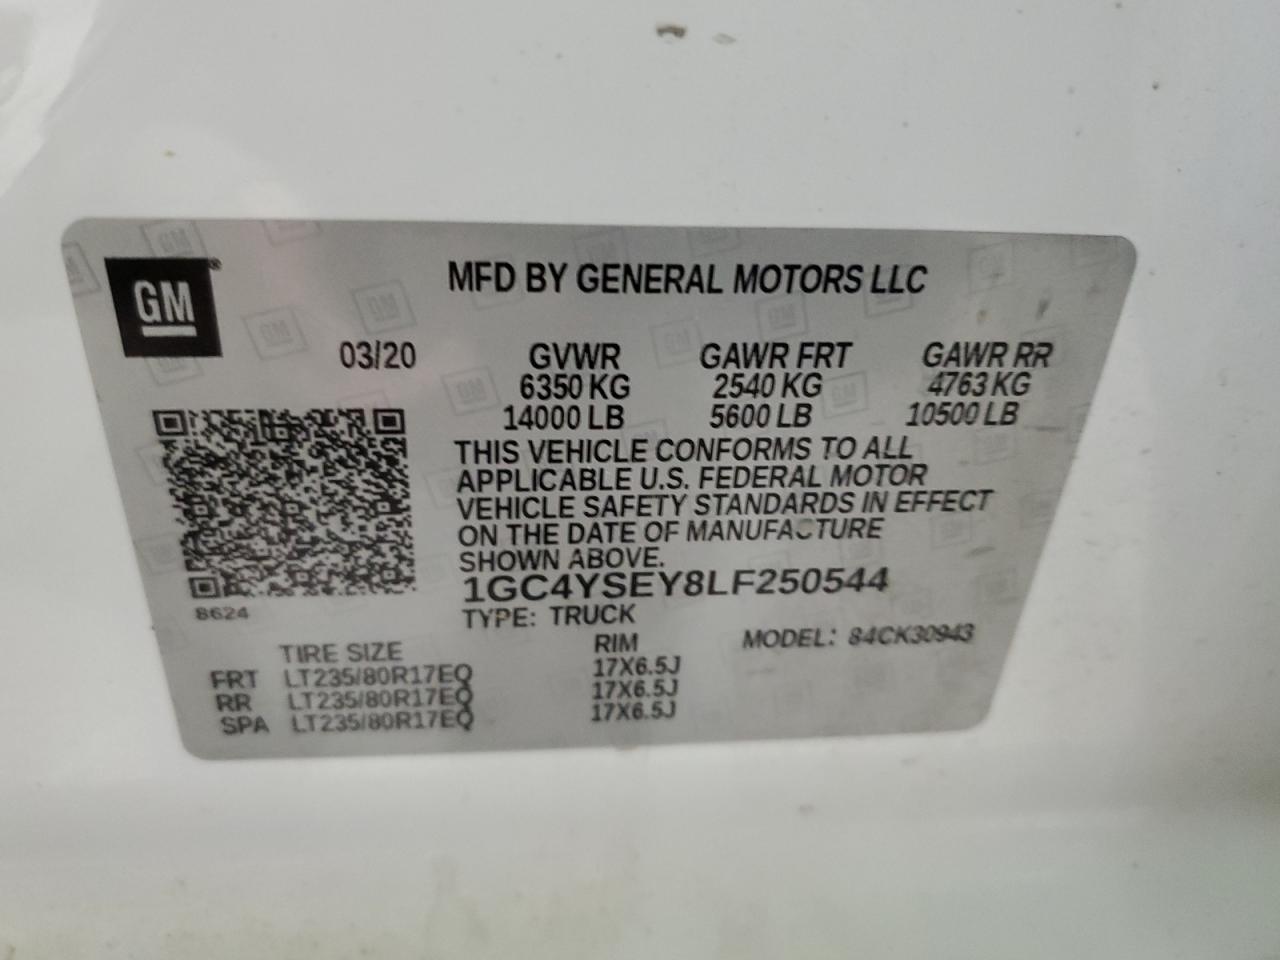 GM
MFD BY GENERAL MOTORS LLC
03/20 GVWR GAWR FRT GAWR RR
6350 KG 2540 KG 4763 KG
14000 LB 5600 LB 10500 LB
THIS VEHICLE CONFORMS TO ALL
APPLICABLE U.S. FEDERAL MOTOR
VEHICLE SAFETY STANDARDS IN EFFECT
ON THE DATE OF MANUFACTURE
SHOWN ABOVE.
1GC4YSEY8LF250544
8624
TYPE: TRUCK
MODEL: 84CK30943
TIRE SIZE RIM
FRT LT235/80R17EQ 17X6.5J
RR LT235/80R17EQ 17X6.5J
SPA LT235/80R17EQ 17X6.5J